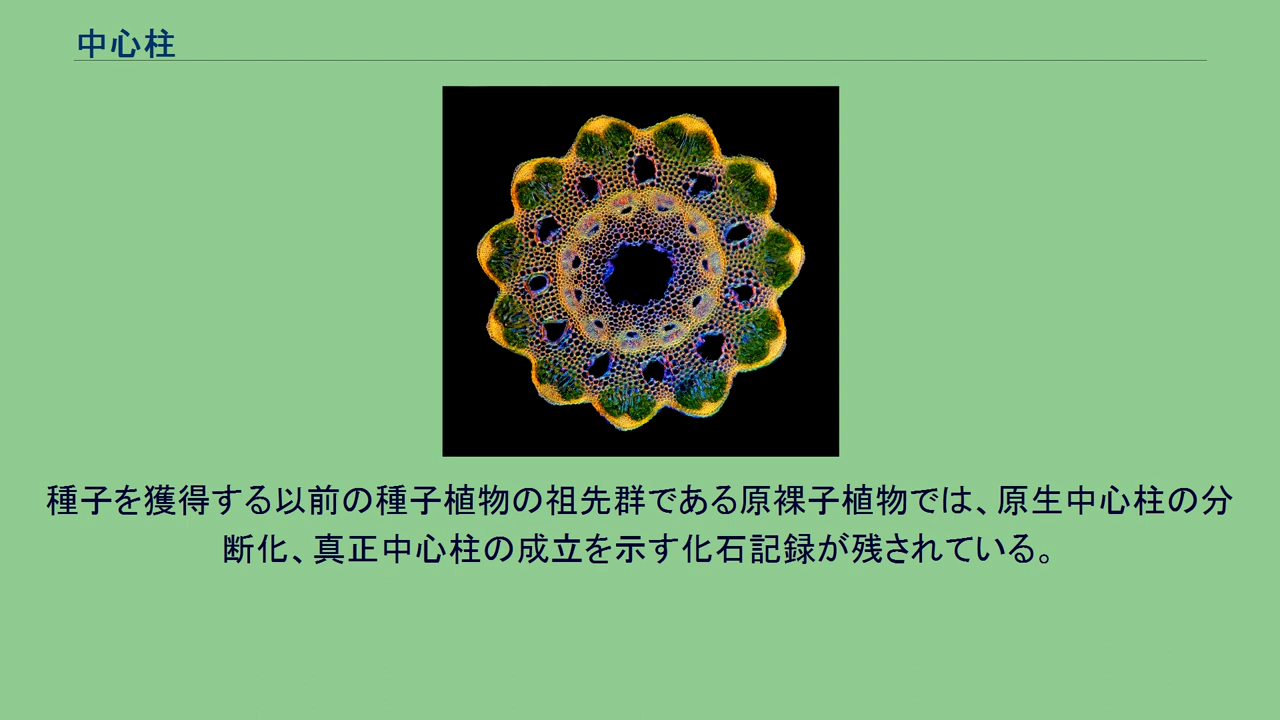 中心柱
種子を獲得する以前の種子植物の祖先群である原裸子植物では、原生中心柱の分
断化、真正中心柱の成立を示す化石記録が残されている。